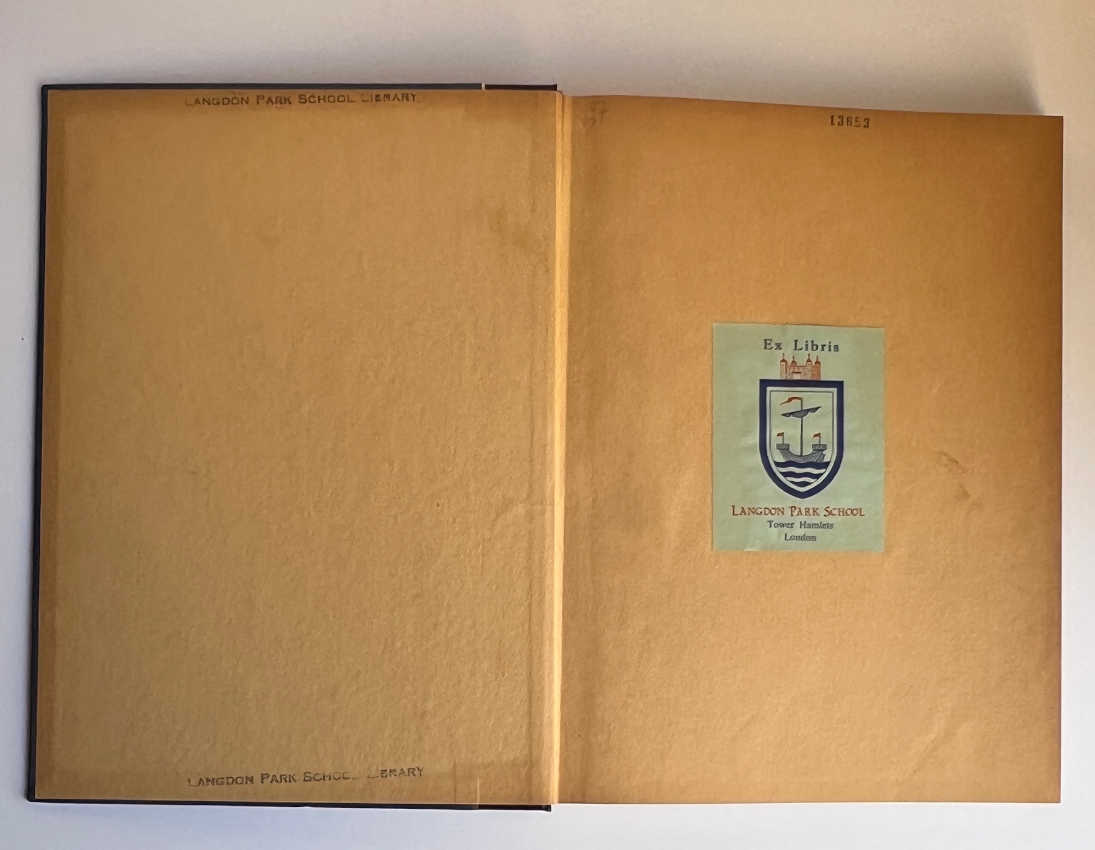 LANGDON PARK SCHOOL LIBRARY
LANGDON PARK SCHOOL LIBRARY
13653
Ex Libris
LANGDON PARK SCHOOL
Tower Hamlets
London